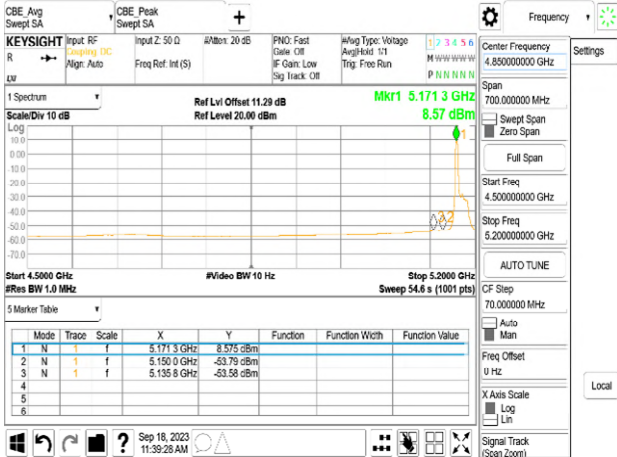 CBE_Avg
Swept SA
CBE_Peak
Swept SA
+
Frequency
KEYSIGHT
R
Input: RF
Coupling: DC
Align: Auto
Input Z: 50 Ω
Freq Ref: Int (S)
#Atten: 20 dB
PNO: Fast
Gate: Off
IF Gain: Low
Sig Track: Off
#Avg Type: Voltage
Avg|Hold: 1/1
Trig: Free Run
1 2 3 4 5 6
M W W W W W
P N N N N N
1 Spectrum
Scale/Div 10 dB
Log
Ref Lvl Offset 11.29 dB
Ref Level 20.00 dBm
Mkr1 5.171 3 GHz
8.57 dBm
10.0
0.00
-10.0
-20.0
-30.0
-40.0
-50.0
-60.0
-70.0
1
2
Start 4.5000 GHz
#Res BW 1.0 MHz
#Video BW 10 Hz
Stop 5.2000 GHz
Sweep 54.6 s (1001 pts)
5 Marker Table
Mode Trace Scale X Y Function Function Width Function Value
1 N 1 f 5.171 3 GHz 8.575 dBm
2 N 1 f 5.150 0 GHz -53.79 dBm
3 N 1 f 5.135 8 GHz -53.58 dBm
4
5
6
?
Sep 18, 2023
11:39:28 AM
Center Frequency
4.850000000 GHz
Span
700.000000 MHz
Swept Span
Zero Span
Full Span
Start Freq
4.500000000 GHz
Stop Freq
5.200000000 GHz
AUTO TUNE
CF Step
70.000000 MHz
Auto
Man
Freq Offset
0 Hz
X Axis Scale
Log
Lin
Signal Track
(Span Zoom)
Settings
Local